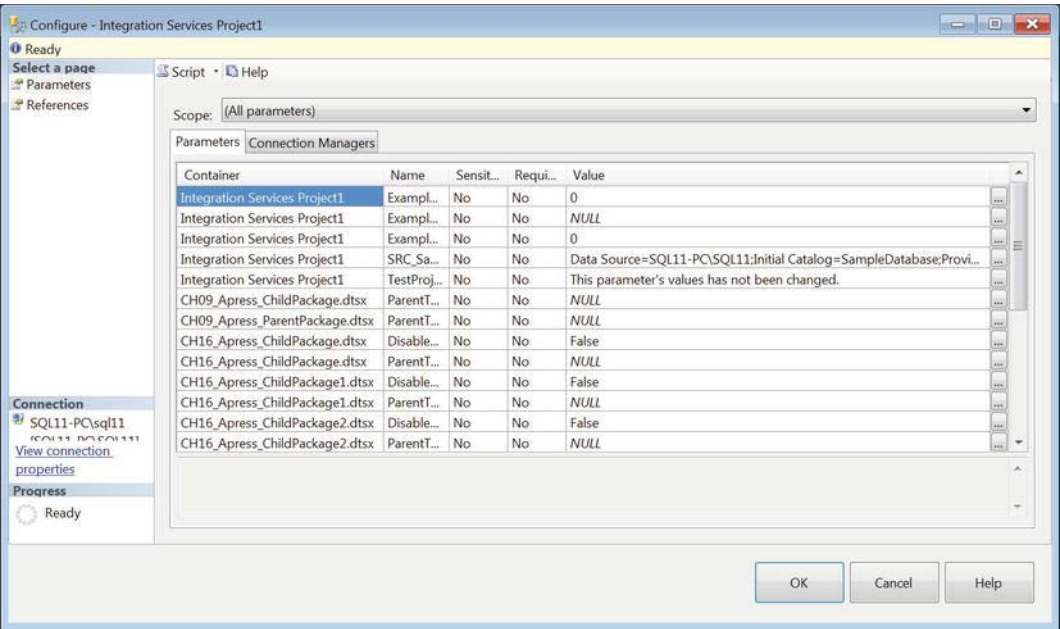 Configure - Integration Services Project1
Ready
Select a page
Parameters
References
Script Help
Scope: (All parameters)
Parameters Connection Managers
Container Name Sensit... Requi... Value
Integration Services Project1 Exampl... No No 0 ...
Integration Services Project1 Exampl... No No NULL ...
Integration Services Project1 Exampl... No No 0 ...
Integration Services Project1 SRC_Sa... No No Data Source=SQL11-PC\SQL11;Initial Catalog=SampleDatabase;Provi... ...
Integration Services Project1 TestProj... No No This parameter's values has not been changed. ...
CH09_Apress_ChildPackage.dtsx ParentT... No No NULL ...
CH09_Apress_ParentPackage.dtsx ParentT... No No NULL ...
CH16_Apress_ChildPackage.dtsx Disable... No No False ...
CH16_Apress_ChildPackage.dtsx ParentT... No No NULL ...
CH16_Apress_ChildPackage1.dtsx Disable... No No False ...
CH16_Apress_ChildPackage1.dtsx ParentT... No No NULL ...
CH16_Apress_ChildPackage2.dtsx Disable... No No False ...
CH16_Apress_ChildPackage2.dtsx ParentT... No No NULL ...
Connection
SQL11-PC\sql11
View connection
properties
Progress
Ready
OK Cancel Help